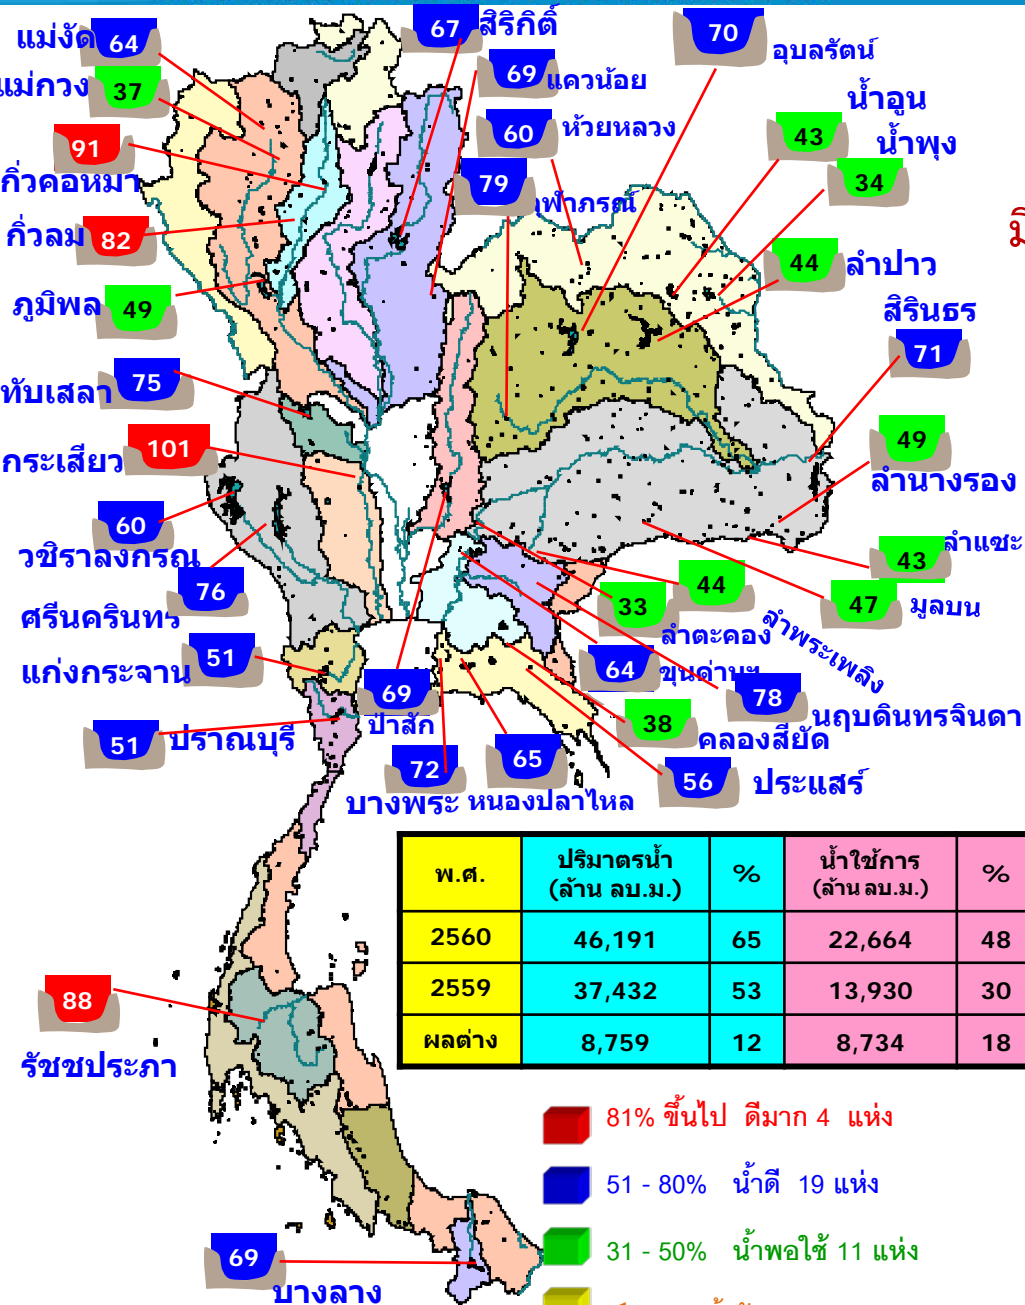 แม่งัด 64
แม่กวง 37
91
กิ่วคอหมา
กิ่วลม 82
ภูมิพล 49
ทับเสลา 75
กระเสียว 101
60
วชิราลงกรณ
76
ศรีนครินทร์
แก่งกระจาน 51
51 ปราณบุรี
67 สิริกิติ์
69 แควน้อย
60 ห้วยหลวง
79
ฬาภรณ์
70 อุบลรัตน์
น้ำอูน
43 น้ำพุง
34
44 ลำปาว
สิรินธร
71
49
ลำนางรอง
43 ลำแซะ
47 มูลบน
44
ลำพระเพลิง
33
ลำตะคอง
64 ขุนด่านฯ
78
นฤบดินทรจินดา
38 คลองสียัด
56 ประแสร์
69
ป่าสัก
72
บางพระ
65
หนองปลาไหล
มิ
พ.ศ. ปริมาตรน้ำ (ล้าน ลบ.ม.) % น้ำใช้การ (ล้าน ลบ.ม.) %
2560 46,191 65 22,664 48
2559 37,432 53 13,930 30
ผลต่าง 8,759 12 8,734 18
88
รัชชประภา
69
บางลาง
81% ขึ้นไป ดีมาก 4 แห่ง
51 - 80% น้ำดี 19 แห่ง
31 - 50% น้ำพอใช้ 11 แห่ง